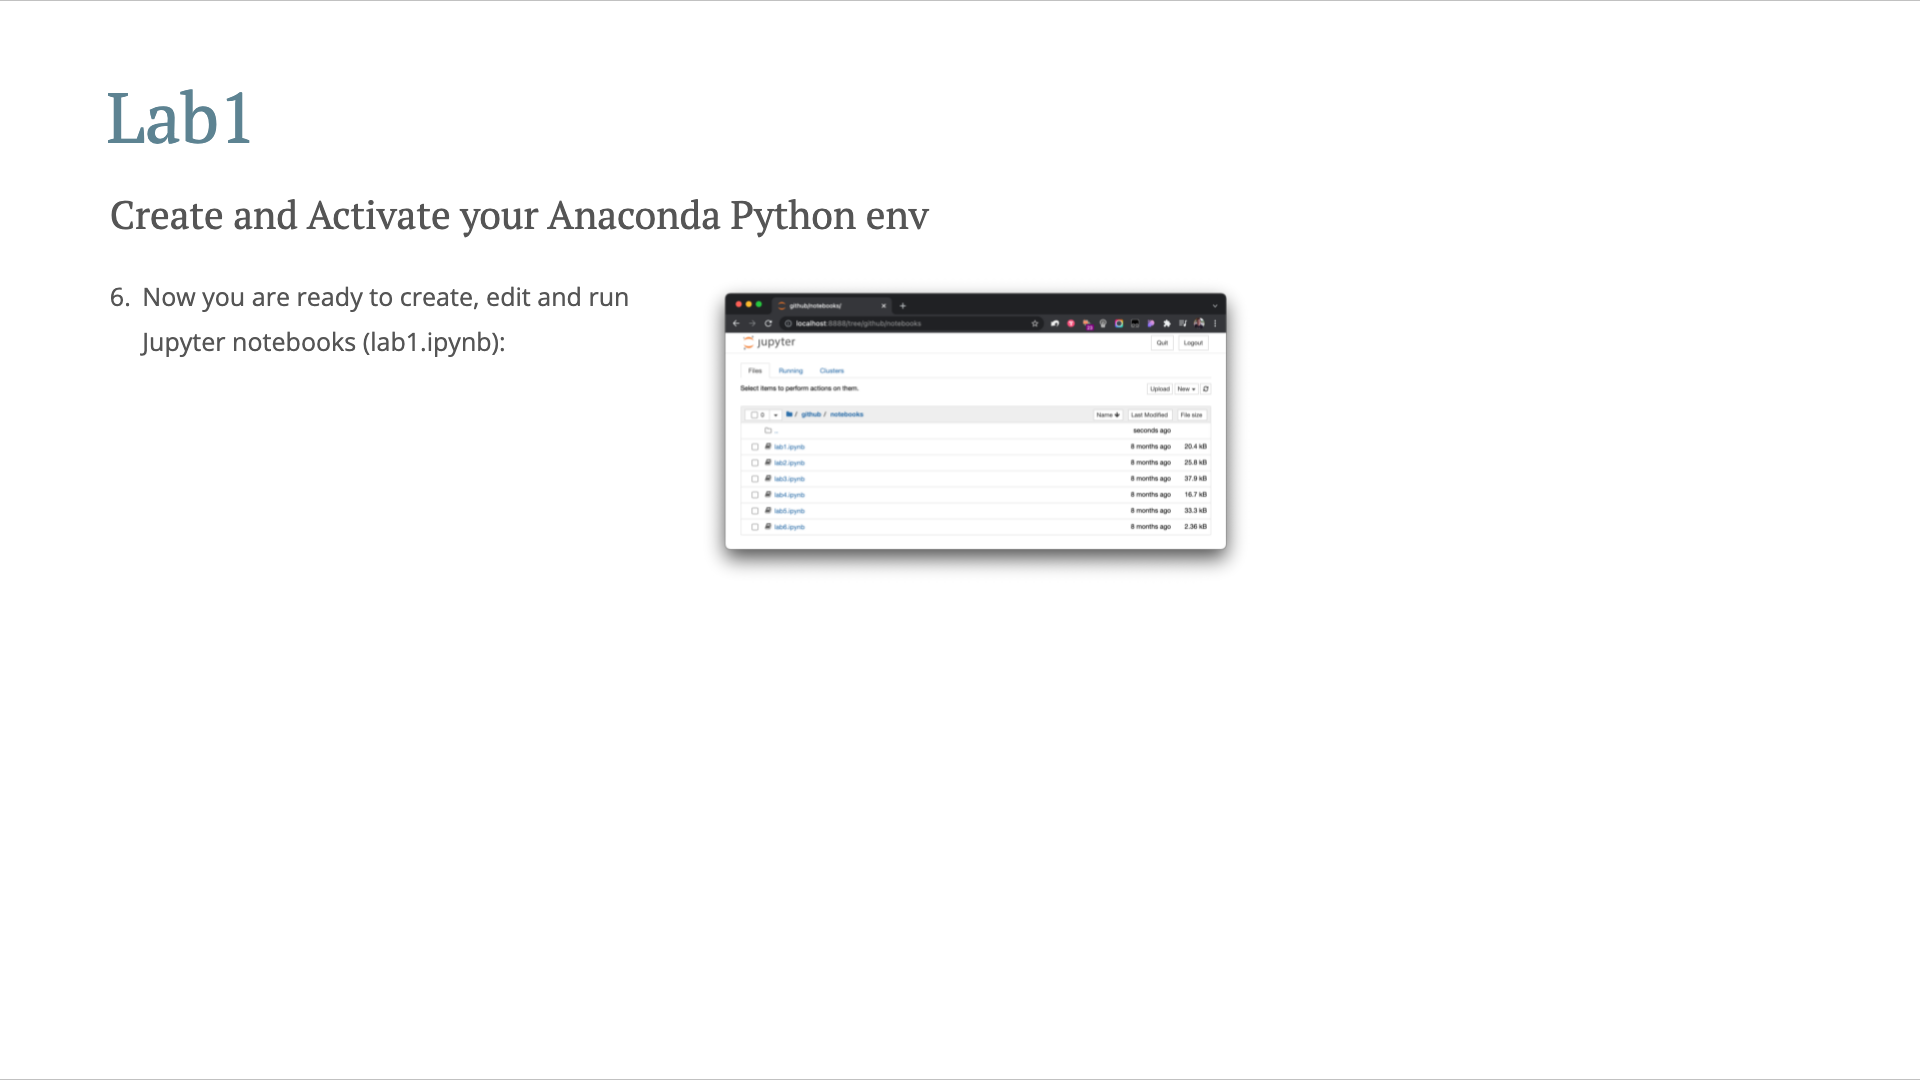 Lab1
Create and Activate your Anaconda Python env
6. Now you are ready to create, edit and run
Jupyter notebooks (lab1.ipynb):
github/notebooks/
localhost:8888/tree/github/notebooks
jupyter
Quit Logout
Files Running Clusters
Select items to perform actions on them.
Upload New
0 / github / notebooks Name Last Modified File size
.. seconds ago
lab1.ipynb 8 months ago 20.4 kB
lab2.ipynb 8 months ago 25.8 kB
lab3.ipynb 8 months ago 37.9 kB
lab4.ipynb 8 months ago 16.7 kB
lab5.ipynb 8 months ago 33.3 kB
lab6.ipynb 8 months ago 2.36 kB